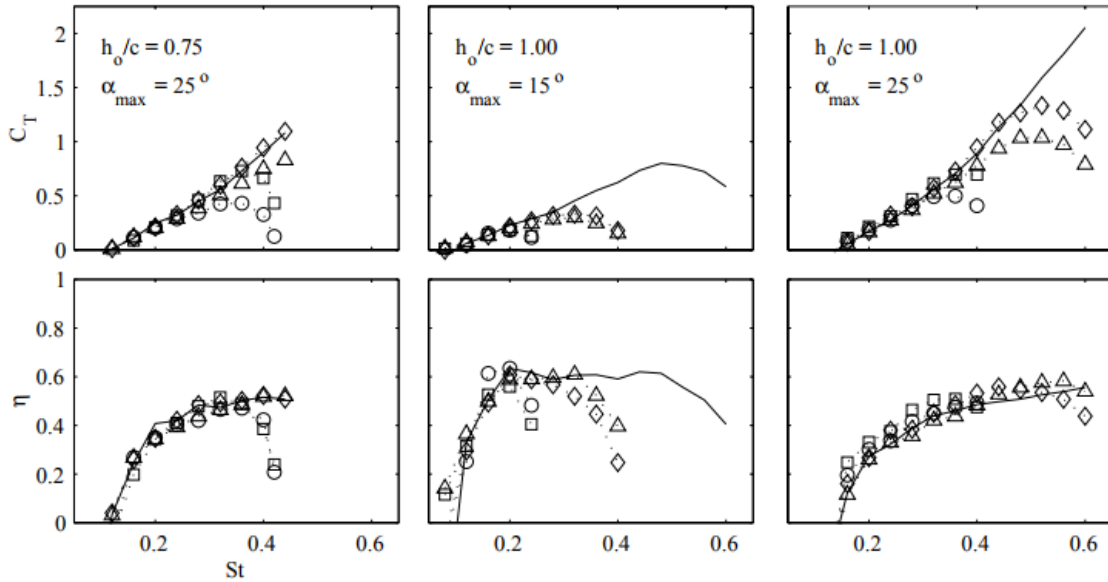 h_o/c = 0.75
α_max = 25 °
h_o/c = 1.00
α_max = 15 °
h_o/c = 1.00
α_max = 25 °
C_T
2
1.5
1
0.5
0
η
1
0.8
0.6
0.4
0.2
0
0.2 0.4 0.6
0.2 0.4 0.6
0.2 0.4 0.6
St